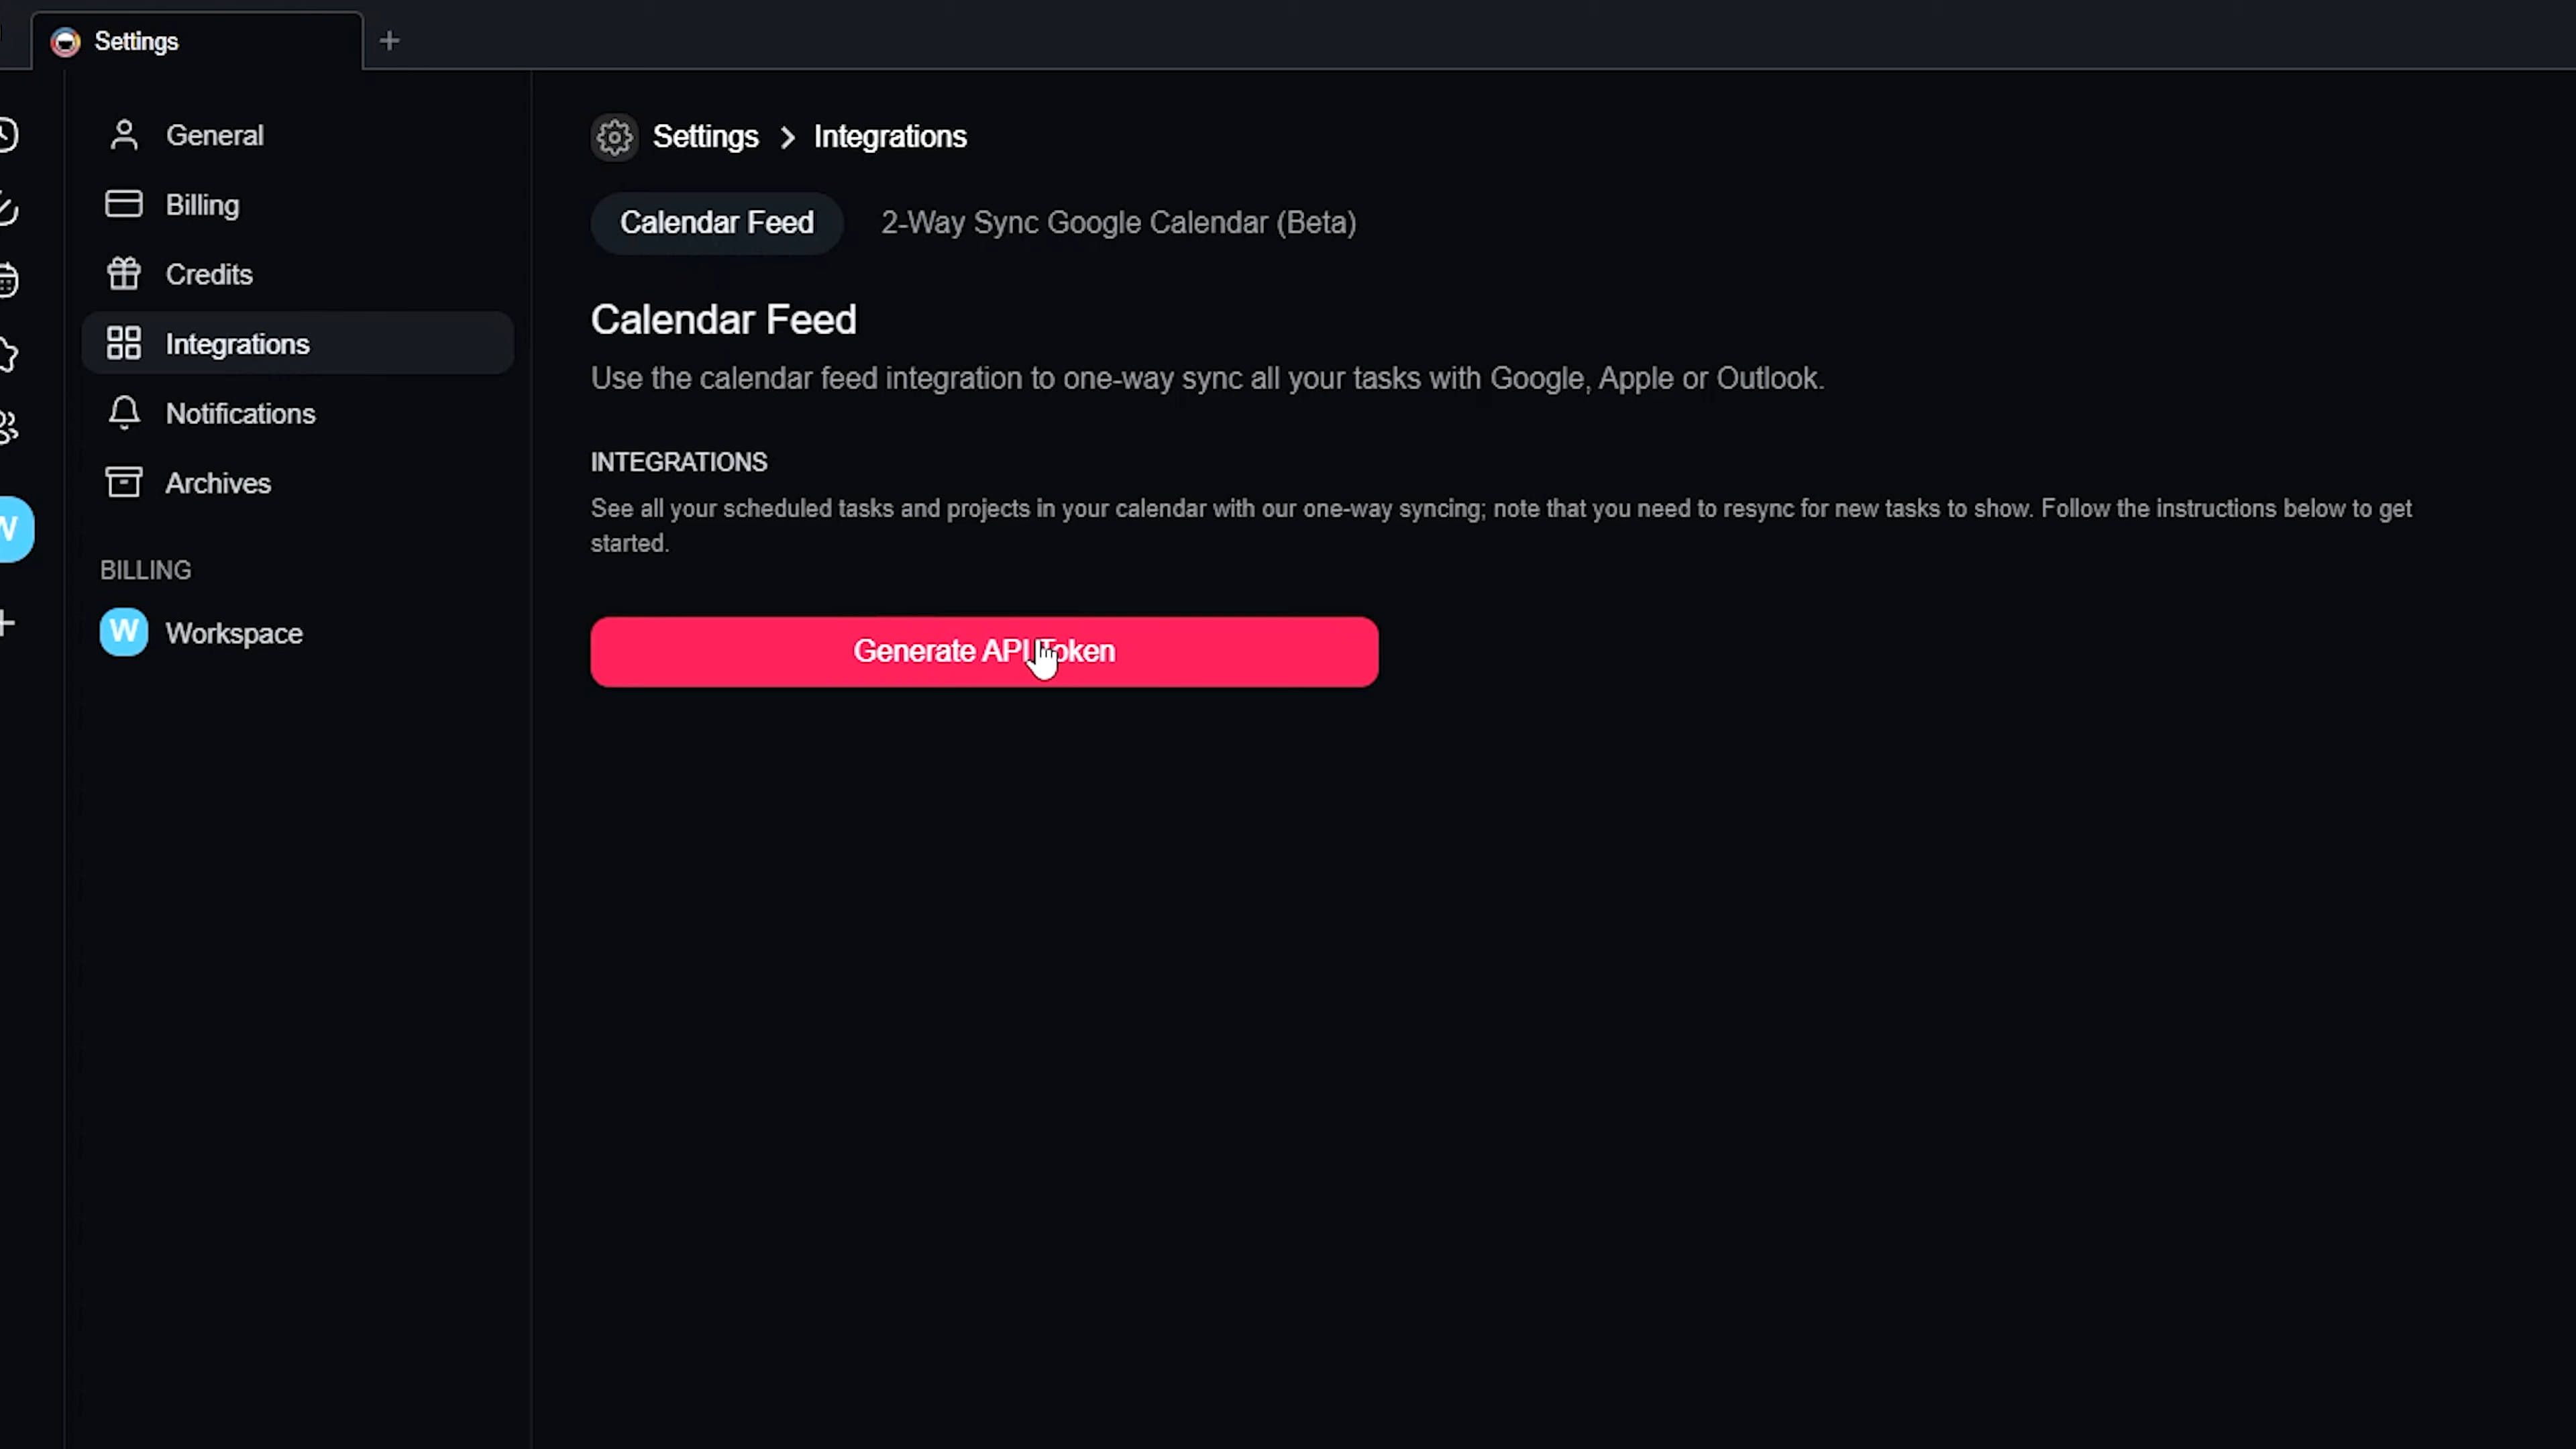 Settings
General
Billing
Credits
Integrations
Notifications
Archives
BILLING
W Workspace
W
Settings > Integrations
Calendar Feed 2-Way Sync Google Calendar (Beta)
Calendar Feed
Use the calendar feed integration to one-way sync all your tasks with Google, Apple or Outlook.
INTEGRATIONS
See all your scheduled tasks and projects in your calendar with our one-way syncing; note that you need to resync for new tasks to show. Follow the instructions below to get
started.
Generate API Token